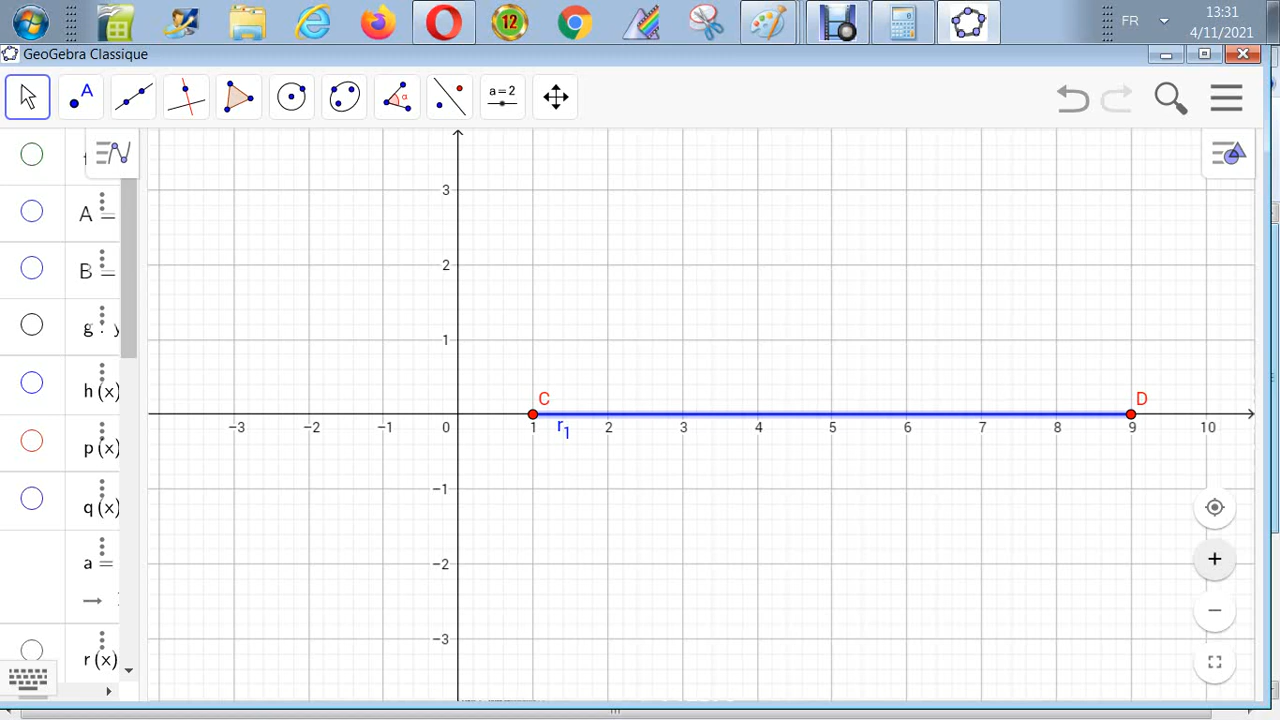 12
FR
13:31
4/11/2021
GeoGebra Classique
A
α
a = 2
A =
B =
g : y
h (x)
p (x)
q (x)
a =
→
r (x)
3
2
1
C
D
r1
−3
−2
−1
0
1
2
3
4
5
6
7
8
9
10
−1
−2
−3